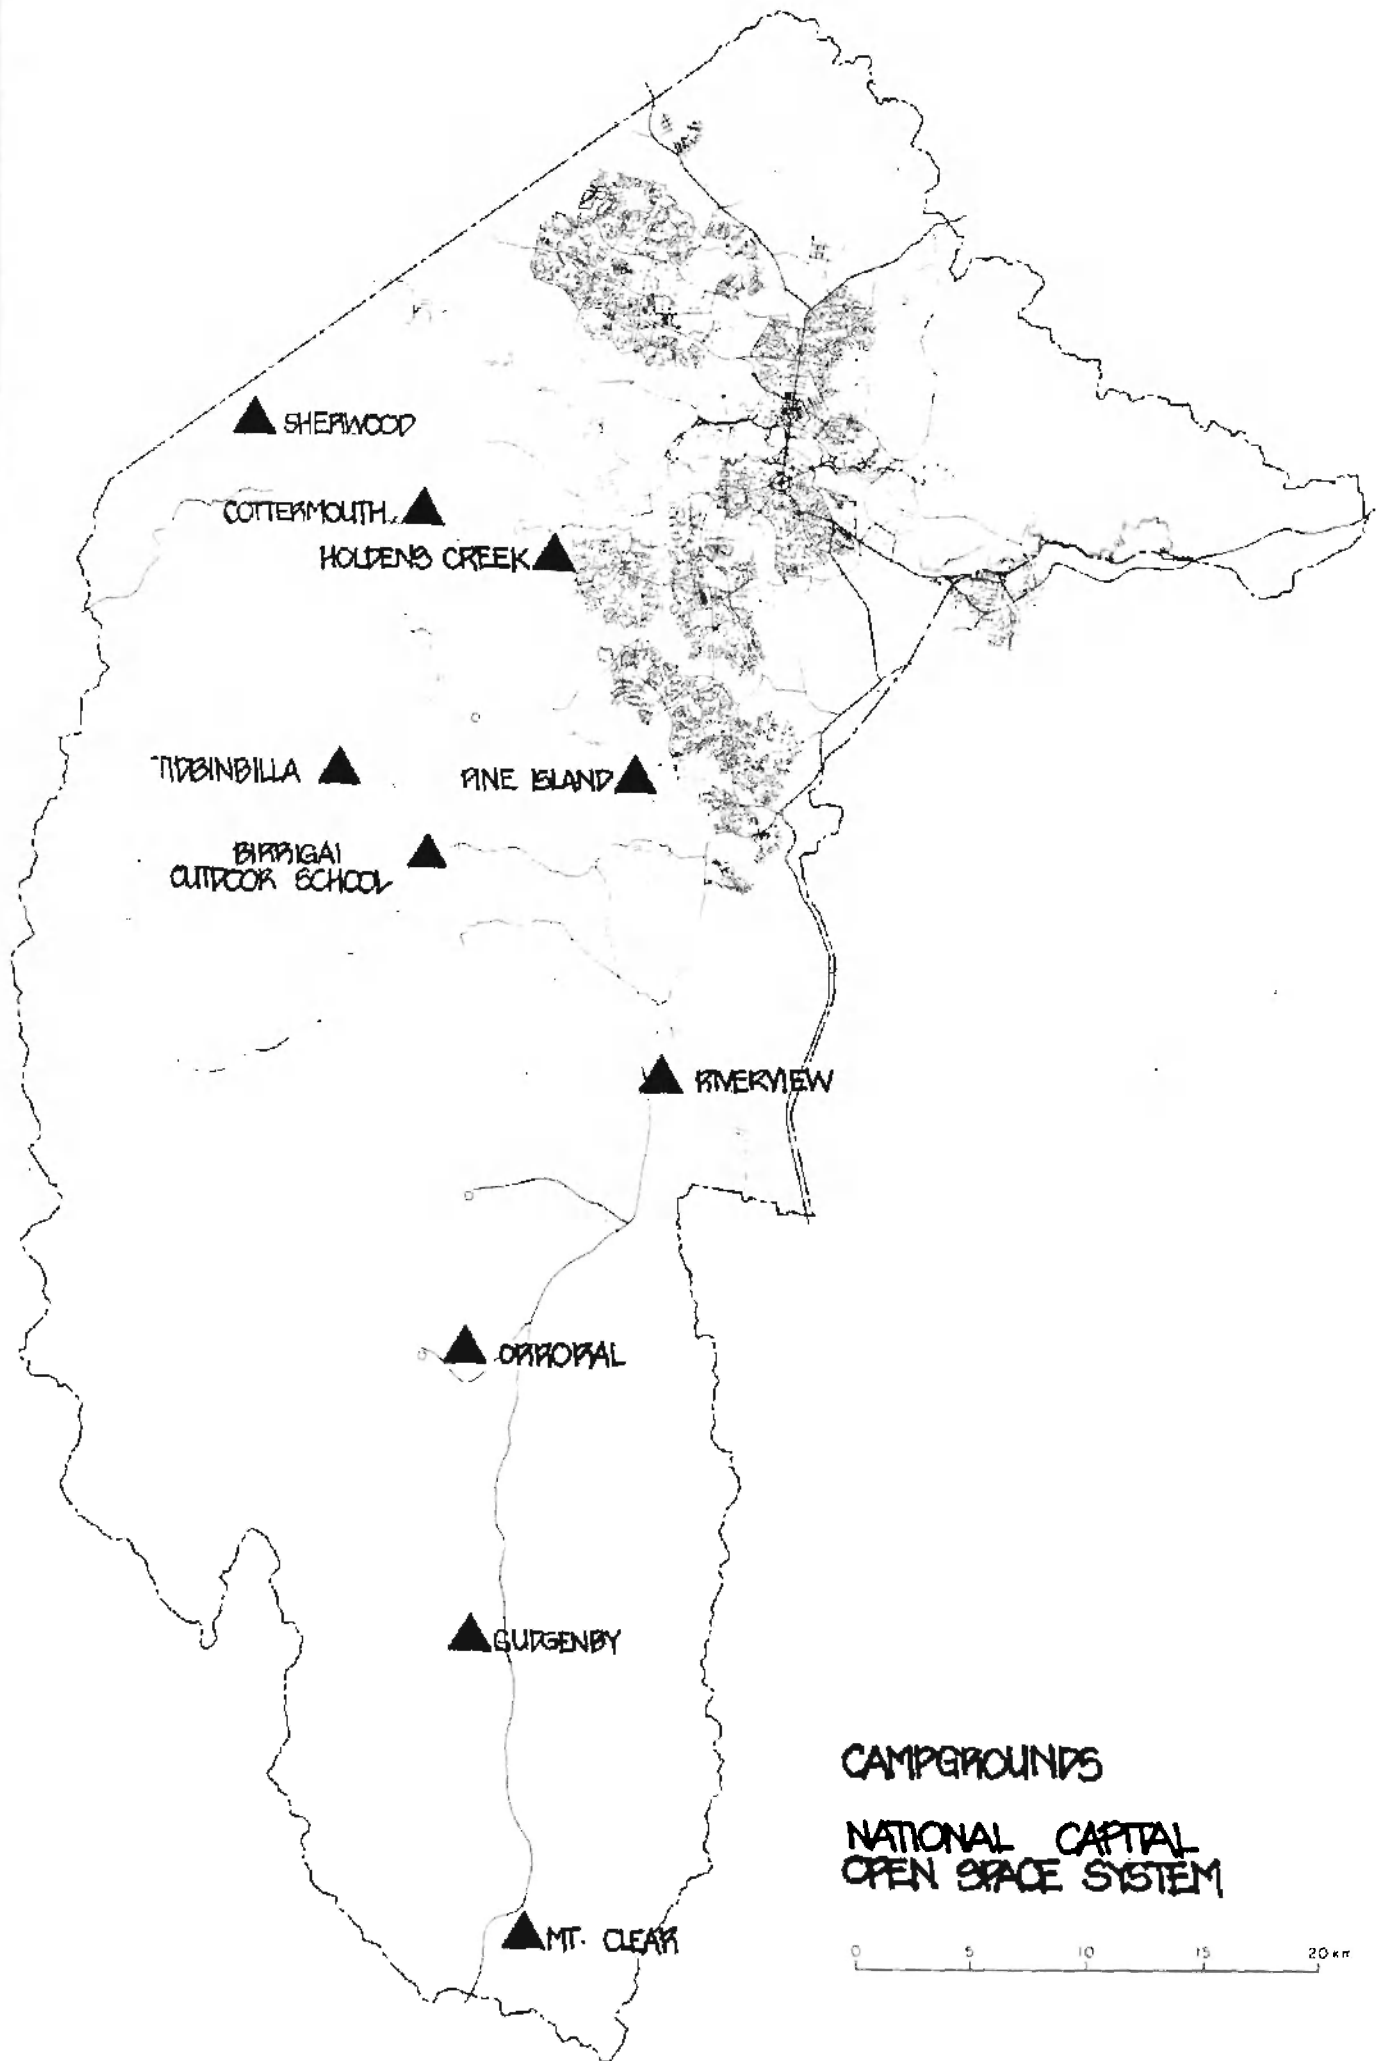 SHERWOOD
COTTERMOUTH
HOLDENS CREEK
TIDBINBILLA
PINE ISLAND
BIRRIGAI
OUTDOOR SCHOOL
RIVERVIEW
ORRORAL
GUDGENBY
MT. CLEAR
CAMPGROUNDS
NATIONAL CAPITAL
OPEN SPACE SYSTEM
0 5 10 15 20 km